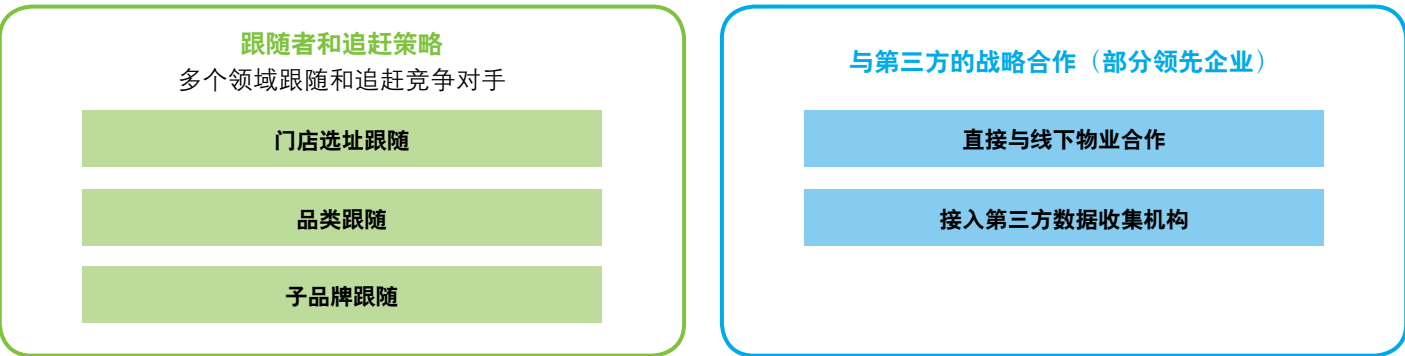 跟随者和追赶策略
多个领域跟随和追赶竞争对手
门店选址跟随
品类跟随
子品牌跟随
与第三方的战略合作（部分领先企业）
直接与线下物业合作
接入第三方数据收集机构